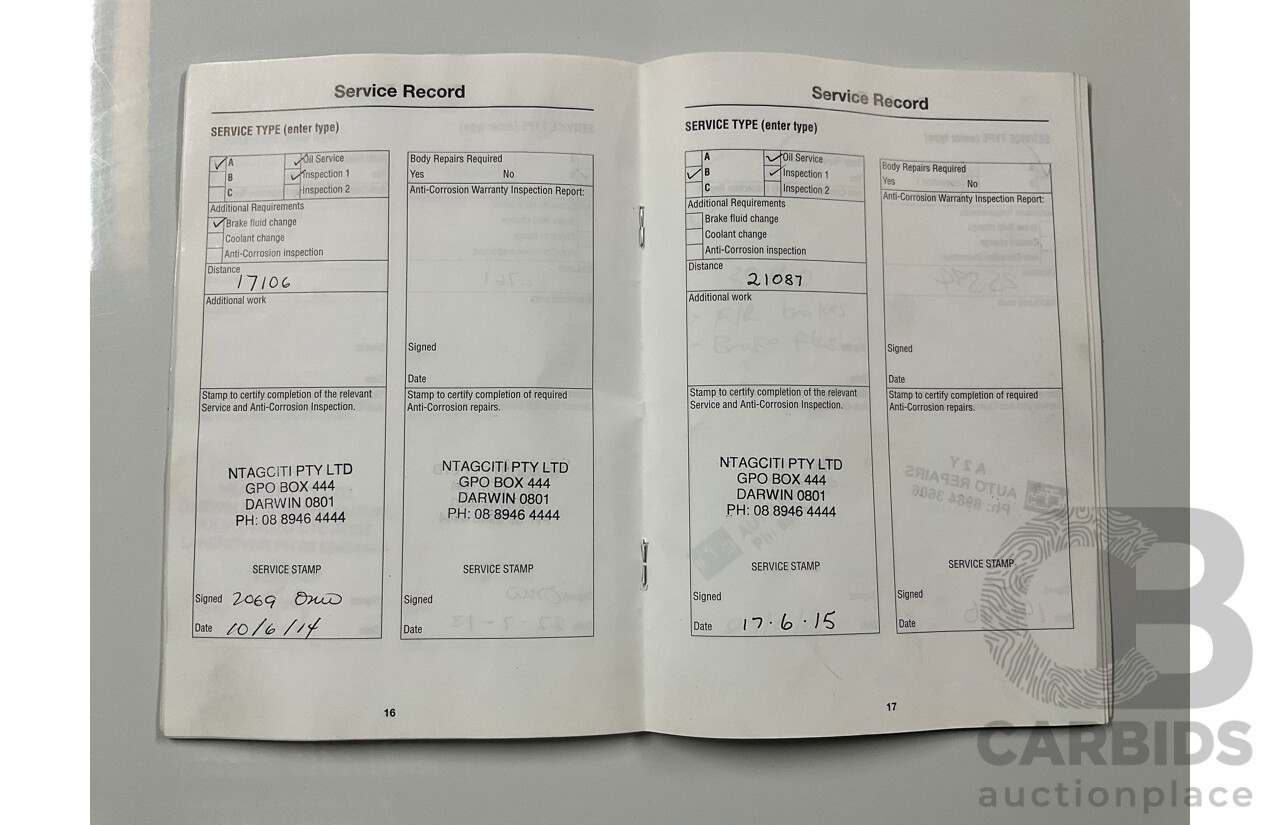 Service Record
SERVICE TYPE (enter type)
A
B
C
Oil Service
Inspection 1
Inspection 2
Additional Requirements
Brake fluid change
Coolant change
Anti-Corrosion inspection
Distance
17106
Additional work
Stamp to certify completion of the relevant
Service and Anti-Corrosion Inspection.
NTAGCITI PTY LTD
GPO BOX 444
DARWIN 0801
PH: 08 8946 4444
SERVICE STAMP
Signed 2069
Date 10/6/14
Body Repairs Required
Yes No
Anti-Corrosion Warranty Inspection Report:
Signed
Date
Stamp to certify completion of required
Anti-Corrosion repairs.
NTAGCITI PTY LTD
GPO BOX 444
DARWIN 0801
PH: 08 8946 4444
SERVICE STAMP
Signed
Date
16
Service Record
SERVICE TYPE (enter type)
A
B
C
Oil Service
Inspection 1
Inspection 2
Additional Requirements
Brake fluid change
Coolant change
Anti-Corrosion inspection
Distance
21087
Additional work
Stamp to certify completion of the relevant
Service and Anti-Corrosion Inspection.
NTAGCITI PTY LTD
GPO BOX 444
DARWIN 0801
PH: 08 8946 4444
SERVICE STAMP
Signed
Date 17.6.15
Body Repairs Required
Yes No
Anti-Corrosion Warranty Inspection Report:
Signed
Date
Stamp to certify completion of required
Anti-Corrosion repairs.
A 2 Y
AUTO REPAIRS
Ph: 8984 3606
SERVICE STAMP
Signed
Date
17
CB
CARBIDS
auctionplace